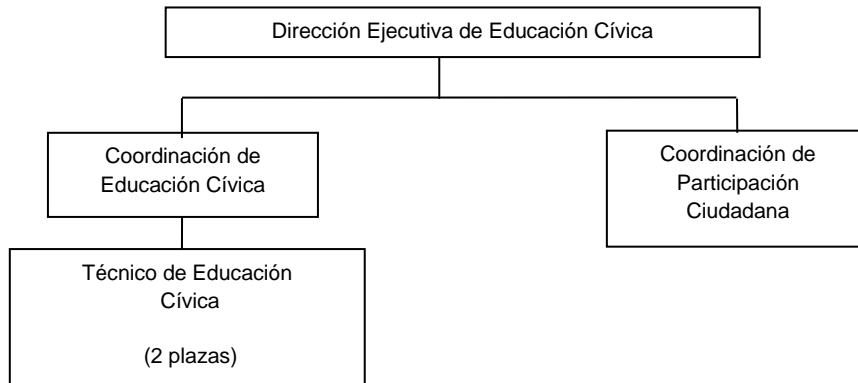 Dirección Ejecutiva de Educación Cívica
Coordinación de
Educación Cívica
Coordinación de
Participación
Ciudadana
Técnico de Educación
Cívica
(2 plazas)